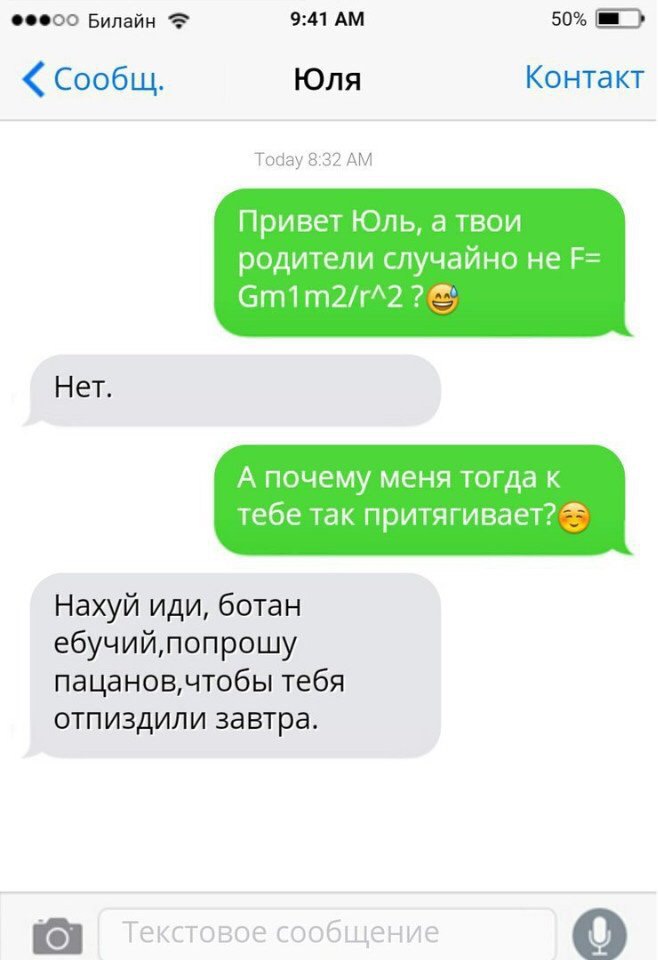 Билайн 9:41 AM 50%
Сообщ. Юля Контакт
Today 8:32 AM
Привет Юль, а твои
родители случайно не F=
Gm1m2/r^2 ?😅
Нет.
А почему меня тогда к
тебе так притягивает?☺️
Нахуй иди, ботан
ебучий,попрошу
пацанов,чтобы тебя
отпиздили завтра.
Текстовое сообщение